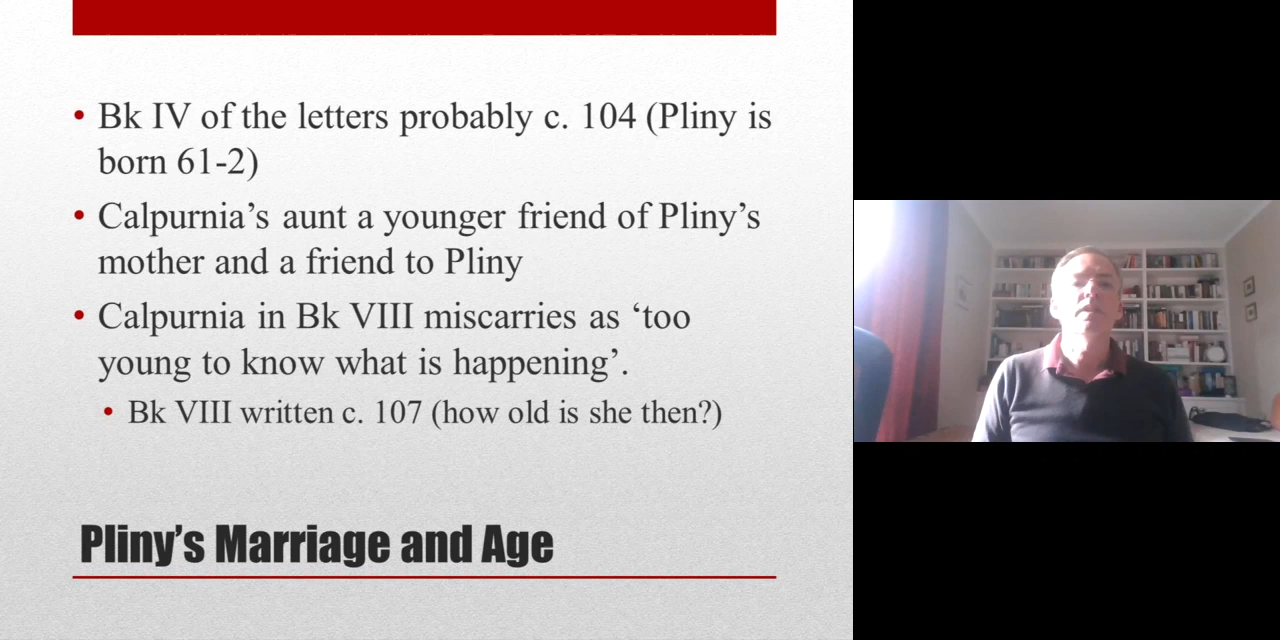 Bk IV of the letters probably c. 104 (Pliny is
born 61-2)
Calpurnia’s aunt a younger friend of Pliny’s
mother and a friend to Pliny
Calpurnia in Bk VIII miscarries as ‘too
young to know what is happening’.
Bk VIII written c. 107 (how old is she then?)
Pliny’s Marriage and Age